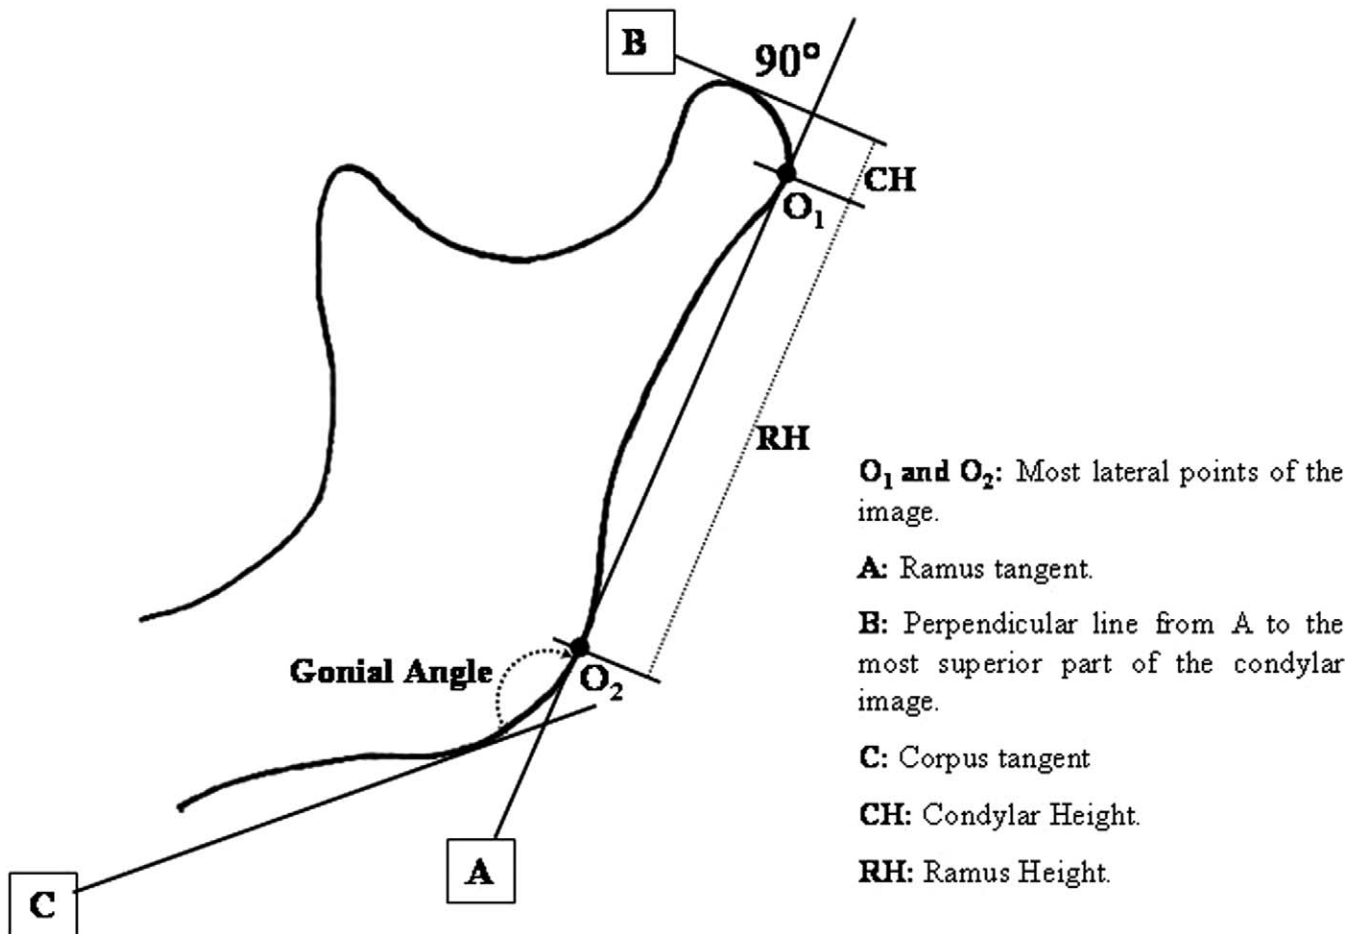 B
90°
CH
O₁
RH
O₁ and O₂: Most lateral points of the
image.
A: Ramus tangent.
B: Perpendicular line from A to the
most superior part of the condylar
image.
C: Corpus tangent
CH: Condylar Height.
RH: Ramus Height.
Gonial Angle
O₂
A
C